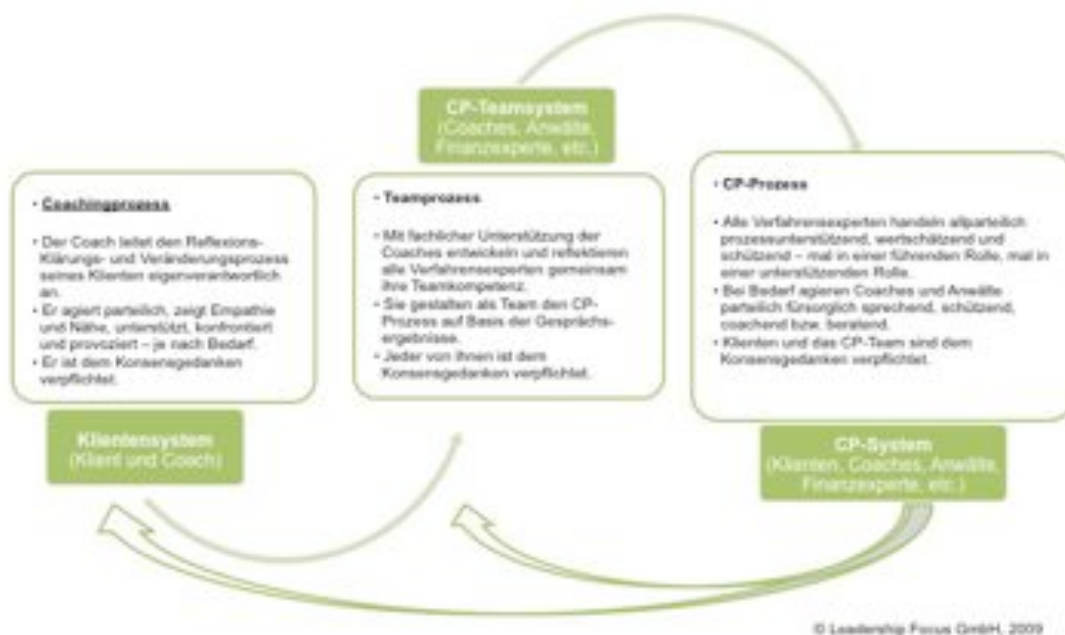 CP-Teamsystem
(Coaches, Anwälte,
Finanzexperte, etc.)
• Coachingprozess
• Der Coach leitet den Reflexions-
Klärungs- und Veränderungsprozess
seines Klienten eigenverantwortlich
an.
• Er agiert parteilich, zeigt Empathie
und Nähe, unterstützt, konfrontiert
und provoziert – je nach Bedarf.
• Er ist dem Konsensgedanken
verpflichtet.
Klientensystem
(Klient und Coach)
• Teamprozess
• Mit fachlicher Unterstützung der
Coaches entwickeln und reflektieren
alle Verfahrensexperten gemeinsam
ihre Teamkompetenz.
• Sie gestalten als Team den CP-
Prozess auf Basis der Gesprächs-
ergebnisse.
• Jeder von ihnen ist dem
Konsensgedanken verpflichtet.
• CP-Prozess
• Alle Verfahrensexperten handeln allparteilich
prozessunterstützend, wertschätzend und
schützend – mal in einer führenden Rolle, mal in
einer unterstützenden Rolle.
• Bei Bedarf agieren Coaches und Anwälte
parteilich fürsorglich sprechend, schützend,
coachend bzw. beratend.
• Klienten und das CP-Team sind dem
Konsensgedanken verpflichtet.
CP-System
(Klienten, Coaches, Anwälte,
Finanzexperte, etc.)
© Leadership Focus GmbH, 2009